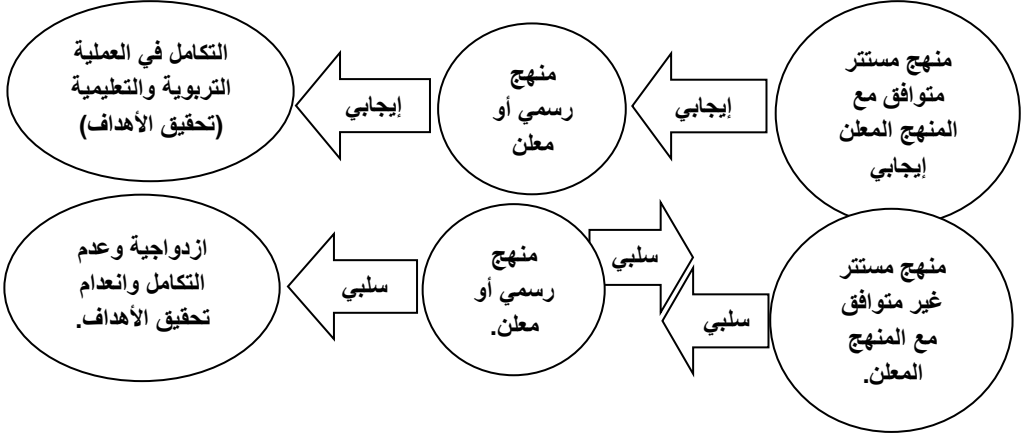 منهج مستتر
متوافق مع
المنهج المعلن
إيجابي
إيجابي
منهج
رسمي أو
معلن
إيجابي
التكامل في العملية
التربوية والتعليمية
(تحقيق الأهداف)
منهج مستتر
غير متوافق
مع المنهج
المعلن.
سلبي
سلبي
منهج
رسمي أو
معلن.
سلبي
ازدواجية وعدم
التكامل وانعدام
تحقيق الأهداف.